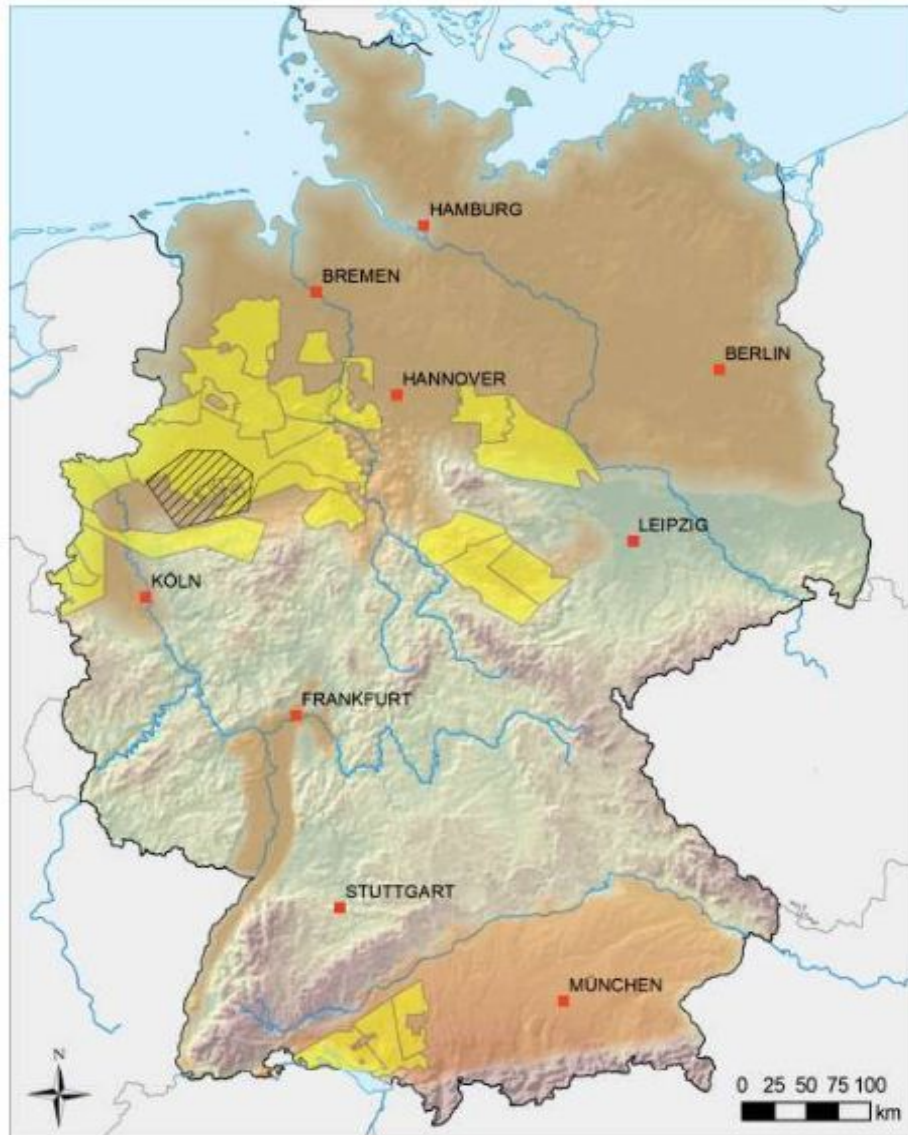 HAMBURG
BREMEN
BERLIN
HANNOVER
LEIPZIG
KÖLN
FRANKFURT
STUTTGART
MÜNCHEN
N
0 25 50 75 100
km